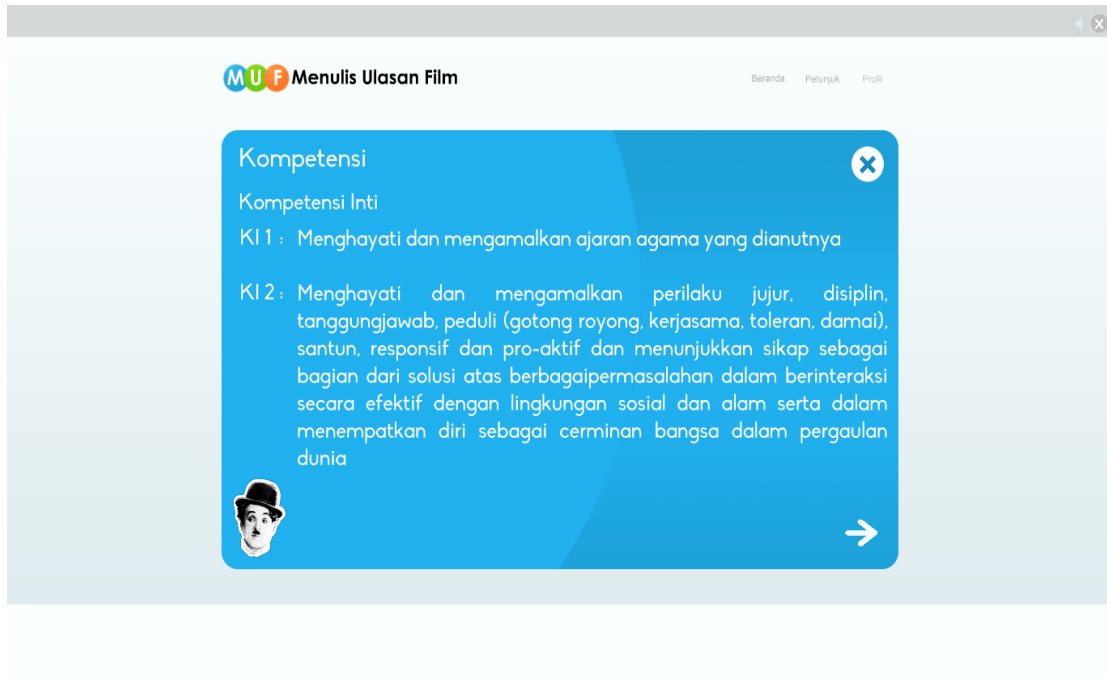 MUF Menulis Ulasan Film
Beranda Petunjuk Profil
Kompetensi
Kompetensi Inti
KI 1 : Menghayati dan mengamalkan ajaran agama yang dianutnya
KI 2 : Menghayati dan mengamalkan perilaku jujur, disiplin,
tanggungjawab, peduli (gotong royong, kerjasama, toleran, damai),
santun, responsif dan pro-aktif dan menunjukkan sikap sebagai
bagian dari solusi atas berbagaipermasalahan dalam berinteraksi
secara efektif dengan lingkungan sosial dan alam serta dalam
menempatkan diri sebagai cerminan bangsa dalam pergaulan
dunia